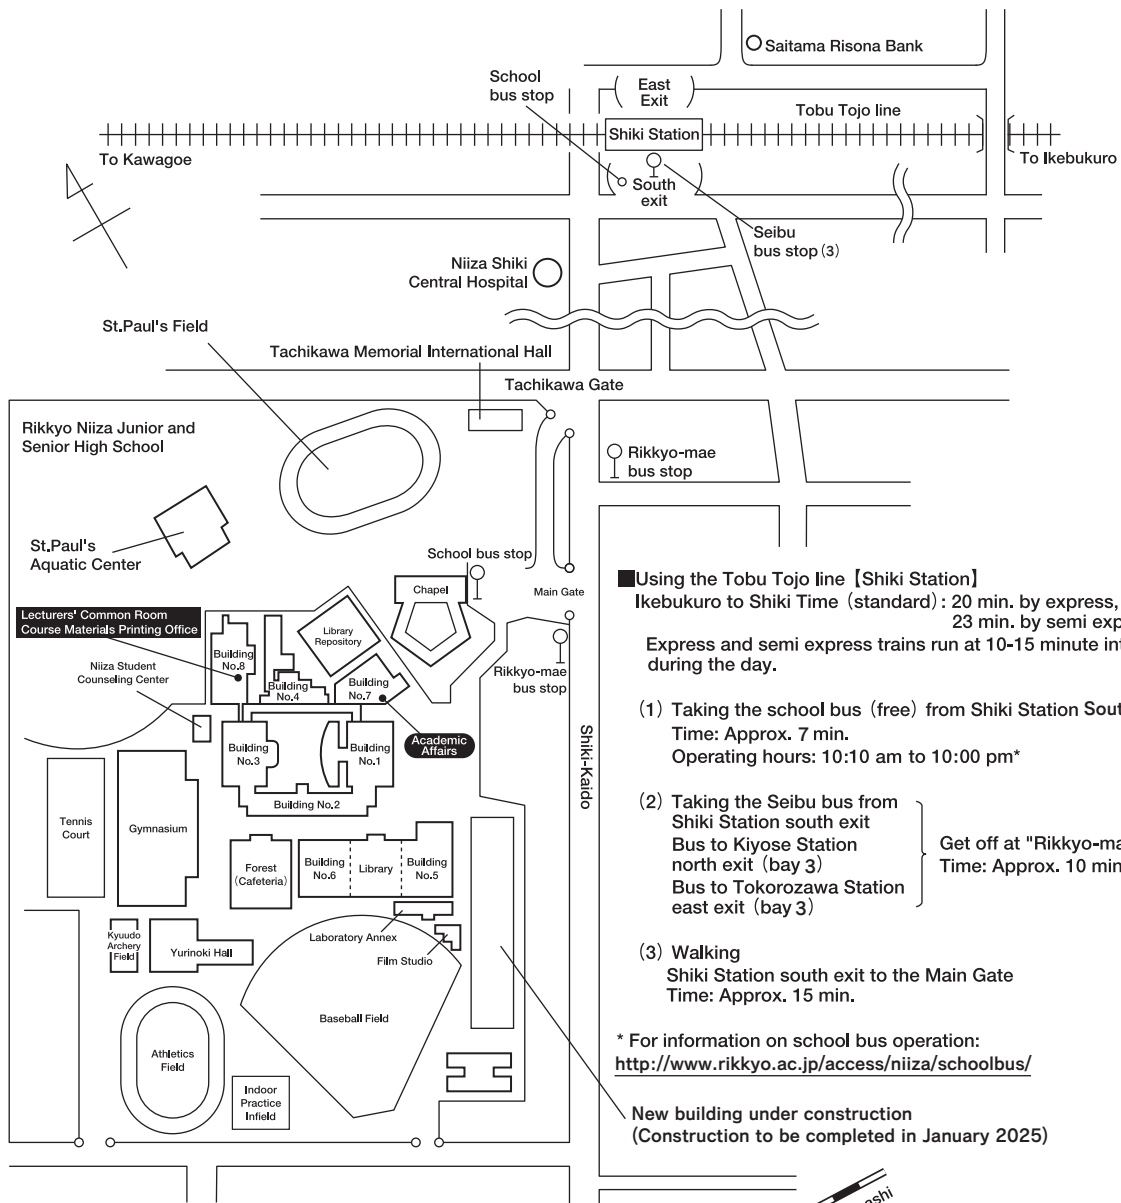 Saitama Risona Bank
School
bus stop
East
Exit
Tobu Tojo line
Shiki Station
To Kawagoe
To Ikebukuro
South
exit
Seibu
bus stop (3)
Niiza Shiki
Central Hospital
St.Paul's Field
Tachikawa Memorial International Hall
Tachikawa Gate
Rikkyo Niiza Junior and
Senior High School
Rikkyo-mae
bus stop
St.Paul's
Aquatic Center
School bus stop
Chapel
Main Gate
Lecturers' Common Room
Course Materials Printing Office
Library
Repository
Building
No.8
Niiza Student
Counseling Center
Building
No.4
Building
No.7
Rikkyo-mae
bus stop
Academic
Affairs
Building
No.3
Building
No.1
Building No.2
Shiki-Kaido
Tennis
Court
Gymnasium
Forest
(Cafeteria)
Building
No.6
Library
Building
No.5
Kyuudo
Archery
Field
Yurinoki Hall
Laboratory Annex
Film Studio
Baseball Field
Athletics
Field
Indoor
Practice
Infield
■Using the Tobu Tojo line【Shiki Station】
Ikebukuro to Shiki Time (standard): 20 min. by express,
23 min. by semi exp
Express and semi express trains run at 10-15 minute int
during the day.
(1) Taking the school bus (free) from Shiki Station Sout
Time: Approx. 7 min.
Operating hours: 10:10 am to 10:00 pm*
(2) Taking the Seibu bus from
Shiki Station south exit
Bus to Kiyose Station
north exit (bay 3)
Bus to Tokorozawa Station
east exit (bay 3)
Get off at "Rikkyo-ma
Time: Approx. 10 min
(3) Walking
Shiki Station south exit to the Main Gate
Time: Approx. 15 min.
* For information on school bus operation:
http://www.rikkyo.ac.jp/access/niiza/schoolbus/
New building under construction
(Construction to be completed in January 2025)